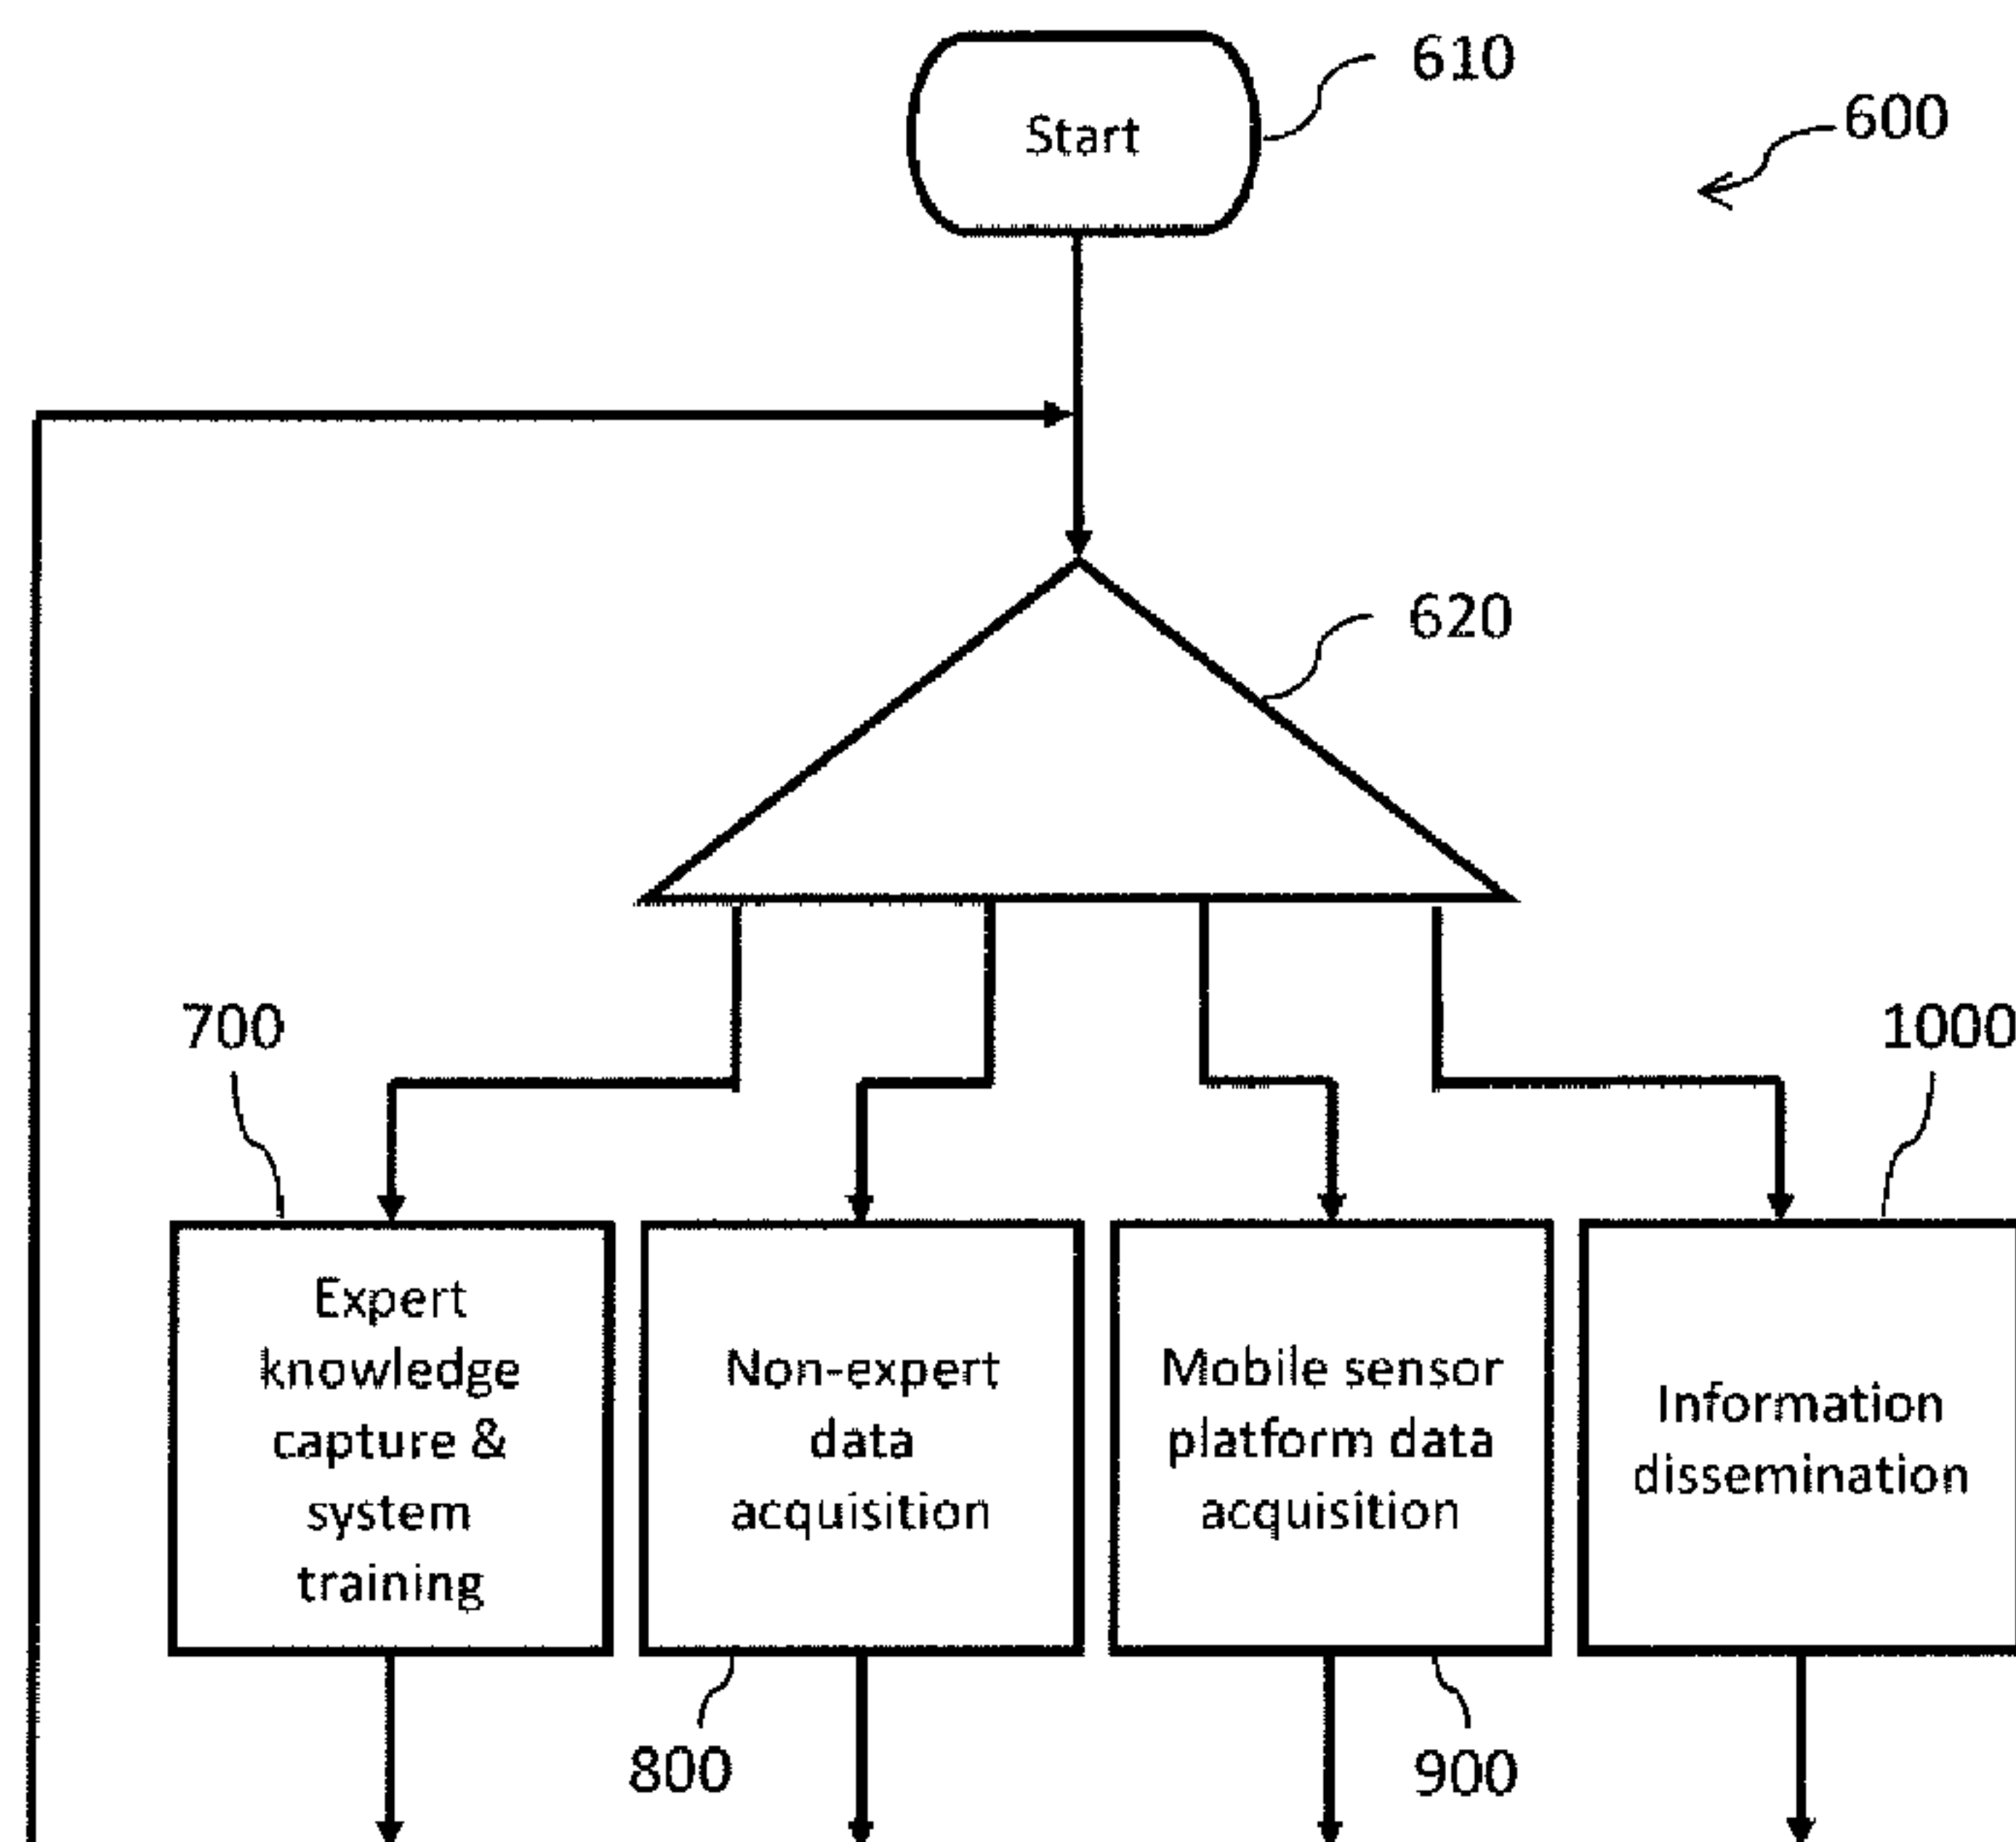 Start
610
600
620
700
1000
Expert
knowledge
capture &
system
training
Non-expert
data
acquisition
Mobile sensor
platform data
acquisition
Information
dissemination
800
900